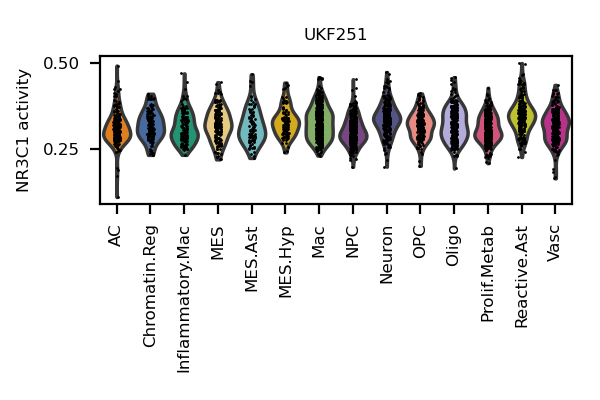 UKF251
NR3C1 activity
0.50
0.25
AC
Chromatin.Reg
Inflammatory.Mac
MES
MES.Ast
MES.Hyp
Mac
NPC
Neuron
OPC
Oligo
Prolif.Metab
Reactive.Ast
Vasc